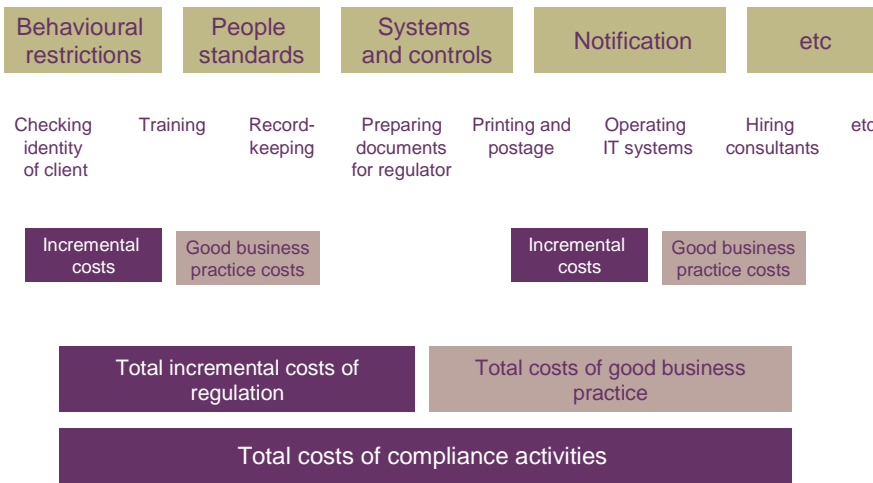 Behavioural
restrictions
People
standards
Systems
and controls
Notification
etc
Checking
identity
of client
Training
Record-
keeping
Preparing
documents
for regulator
Printing and
postage
Operating
IT systems
Hiring
consultants
etc
Incremental
costs
Good business
practice costs
Incremental
costs
Good business
practice costs
Total incremental costs of
regulation
Total costs of good business
practice
Total costs of compliance activities